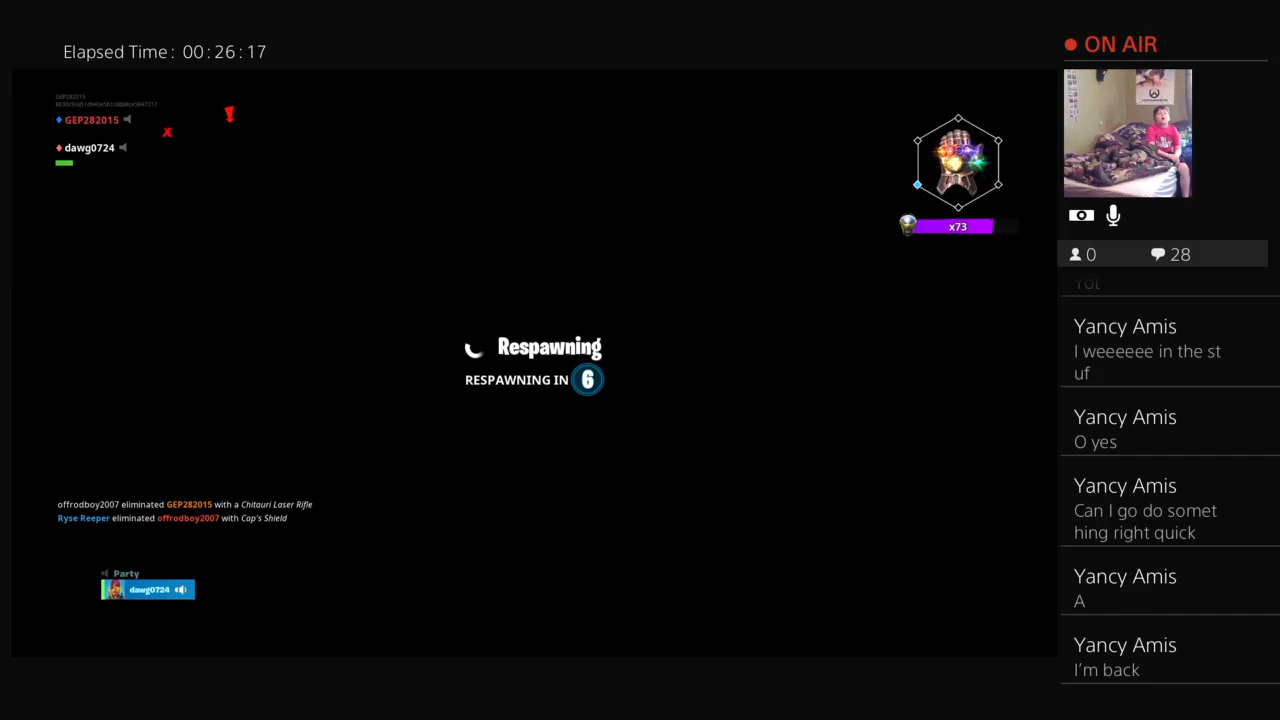 Elapsed Time: 00:26:17
ON AIR
GEP282015
GEP282015
X
dawg0724
x73
0
28
Yot
Yancy Amis
I weeeeee in the st
uf
Yancy Amis
O yes
Respawning
RESPAWNING IN 6
Yancy Amis
Can I go do somet
hing right quick
offrodboy2007 eliminated GEP282015 with a Chitauri Laser Rifle
Ryse Reeper eliminated offrodboy2007 with Cap's Shield
Party
dawg0724
Yancy Amis
A
Yancy Amis
I'm back